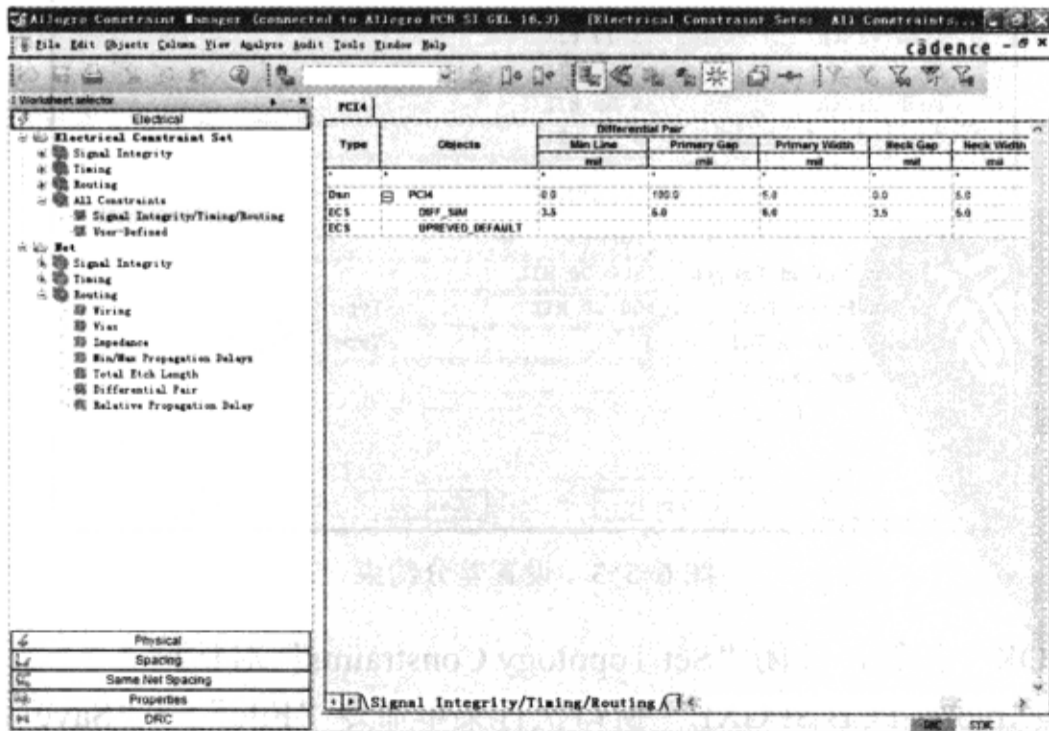 Allegro Constraint Manager (connected to Allegro PCB SI GXL 16.3) [Electrical Constraint Sets: All Constraints...
File Edit Objects Column View Analyze Audit Tools Window Help
cādence
Worksheet selector
Electrical
Electrical Constraint Set
Signal Integrity
Timing
Routing
All Constraints
Signal Integrity/Timing/Routing
User-Defined
Net
Signal Integrity
Timing
Routing
Wiring
Vias
Impedance
Min/Max Propagation Delays
Total Etch Length
Differential Pair
Relative Propagation Delay
Physical
Spacing
Same Net Spacing
Properties
DRC
PCI4
Differential Pair
Type Objects Min Line Primary Gap Primary Width Neck Gap Neck Width
mil mil mil mil mil
* * * * * * *
Dsn PCI4 0.0 100.0 5.0 0.0 5.0
ECS DIFF_SIM 3.5 5.0 3.5 5.0
ECS UPREVED_DEFAULT
Signal Integrity/Timing/Routing
DRC SYNC